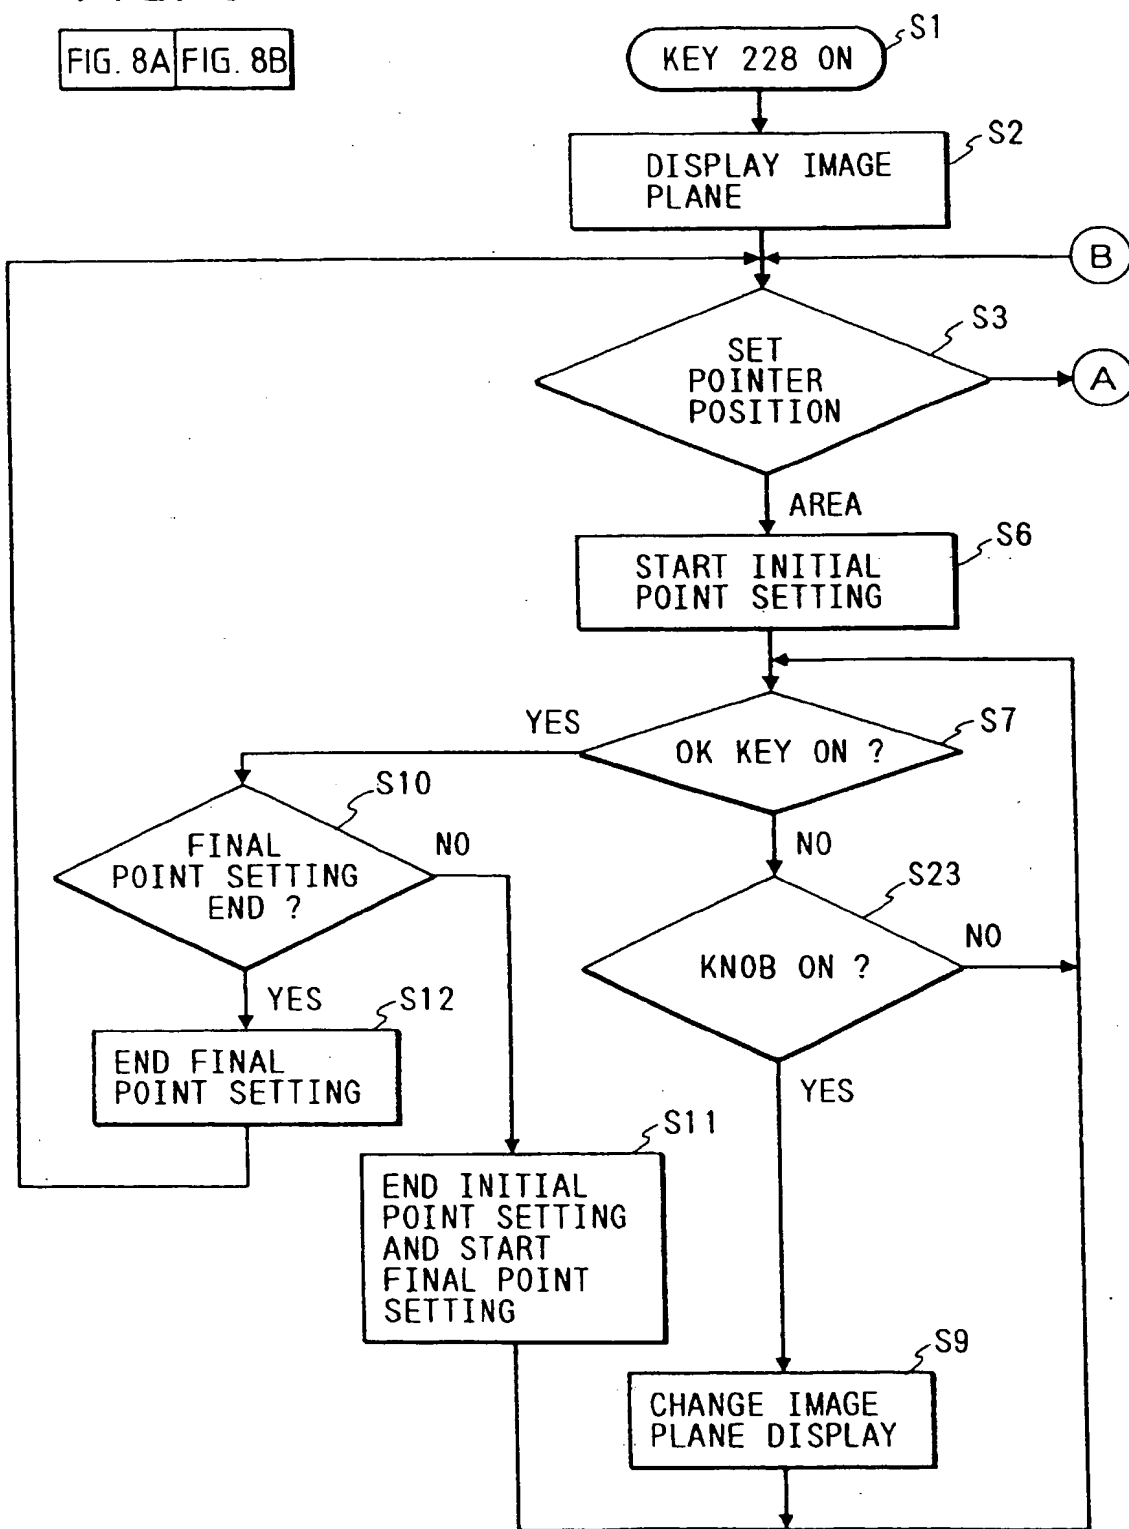 FIG. 8A FIG. 8B
KEY 228 ON
S1
DISPLAY IMAGE
PLANE
S2
B
SET
POINTER
POSITION
S3
A
AREA
START INITIAL
POINT SETTING
S6
OK KEY ON ?
S7
YES
NO
FINAL
POINT SETTING
END ?
S10
NO
YES
KNOB ON ?
S23
NO
YES
END FINAL
POINT SETTING
S12
END INITIAL
POINT SETTING
AND START
FINAL POINT
SETTING
S11
CHANGE IMAGE
PLANE DISPLAY
S9